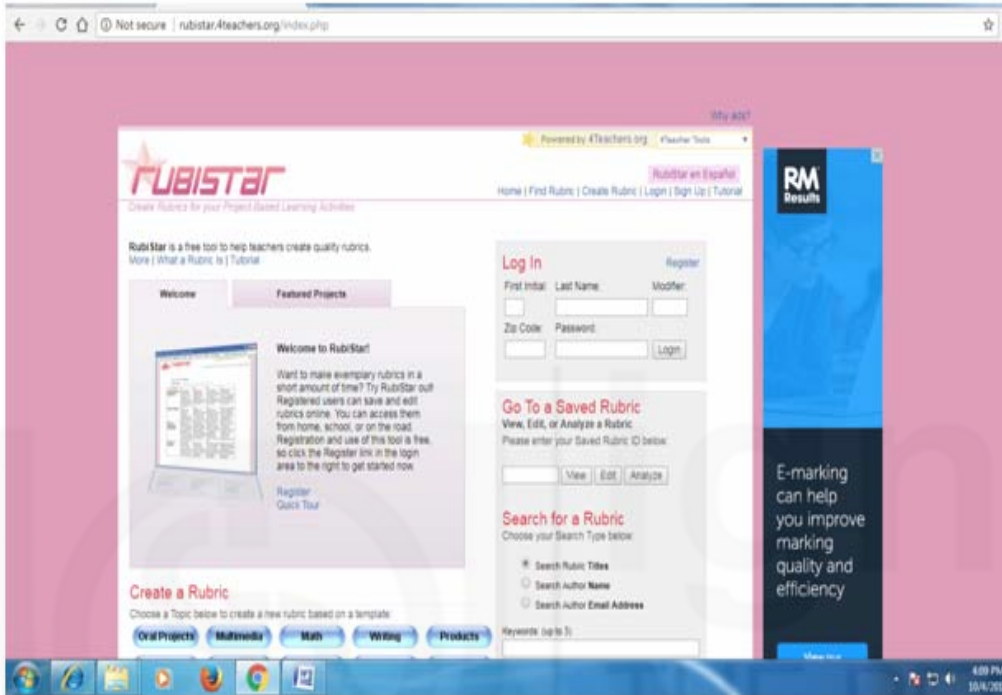 Not secure | rubistar.4teachers.org/index.php
Why ads?
Powered by 4Teachers.org 4Teacher Tools
RUBISTAR
RubiStar en Español
Home | Find Rubric | Create Rubric | Login | Sign Up | Tutorial
Create Rubrics for your Project-Based Learning Activities
RubiStar is a free tool to help teachers create quality rubrics.
More | What a Rubric Is | Tutorial
Welcome
Featured Projects
Welcome to RubiStar!
Want to make exemplary rubrics in a
short amount of time? Try RubiStar out!
Registered users can save and edit
rubrics online. You can access them
from home, school, or on the road.
Registration and use of this tool is free,
so click the Register link in the login
area to the right to get started now.
Register
Quick Tour
Create a Rubric
Choose a Topic below to create a new rubric based on a template:
Oral Projects Multimedia Math Writing Products
Log In Register
First Initial: Last Name: Modifier:
Zip Code: Password:
Login
Go To a Saved Rubric
View, Edit, or Analyze a Rubric
Please enter your Saved Rubric ID below:
View Edit Analyze
Search for a Rubric
Choose your Search Type below:
Search Rubric Titles
Search Author Name
Search Author Email Address
Keywords: (up to 3):
RM
Results
E-marking
can help
you improve
marking
quality and
efficiency
View our
4:09 PM